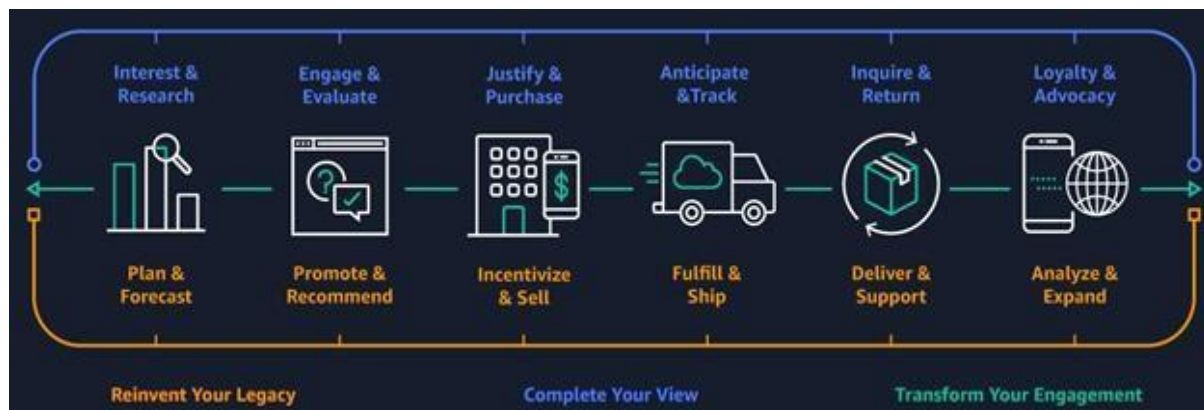 Interest &
Research
Engage &
Evaluate
Justify &
Purchase
Anticipate
&Track
Inquire &
Return
Loyalty &
Advocacy
?
$
Plan &
Forecast
Promote &
Recommend
Incentivize
& Sell
Fulfill &
Ship
Deliver &
Support
Analyze &
Expand
Reinvent Your Legacy
Complete Your View
Transform Your Engagement